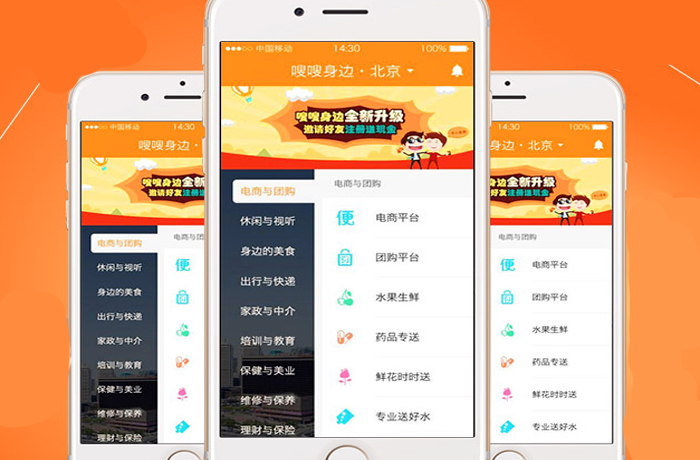 中国移动 14:30 100%
嗖嗖身边·北京
嗖嗖身边全新升级
邀请好友注册送现金
电商与团购
休闲与视听
身边的美食
出行与快递
家政与中介
培训与教育
保健与美业
维修与保养
理财与保险
电商与团购
便 电商平台
团 团购平台
水果生鲜
药品专送
鲜花时时送
专业送好水
中国移动 14:30
嗖嗖身边·北
嗖嗖身边全新
邀请好友注册
电商与团购
休闲与视听
身边的美食
出行与快递
家政与中介
培训与教育
保健与美业
维修与保养
理财与保险
电商与团购
便
团
14:30 100%
身边·北京
身边全新升级
好友注册送现金
电商与团购
便 电商平台
团 团购平台
水果生鲜
药品专送
鲜花时时送
专业送好水